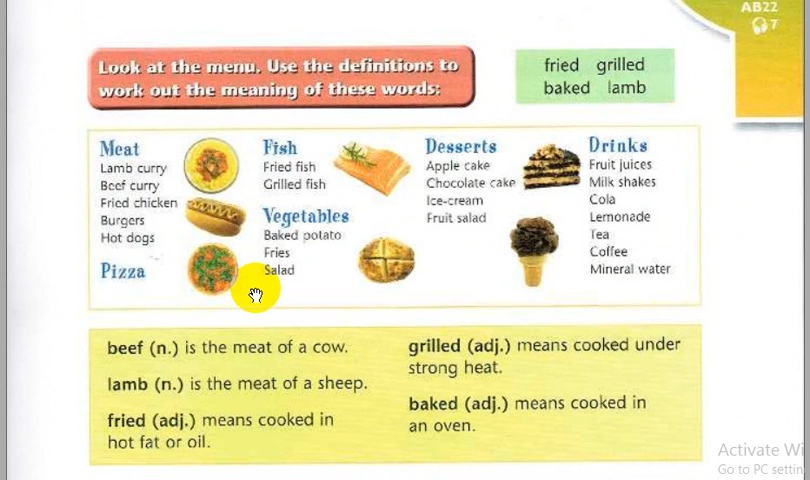 AB22
7
Look at the menu. Use the definitions to
work out the meaning of these words:
fried grilled
baked lamb
Meat
Lamb curry
Beef curry
Fried chicken
Burgers
Hot dogs
Pizza
Fish
Fried fish
Grilled fish
Vegetables
Baked potato
Fries
Salad
Desserts
Apple cake
Chocolate cake
Ice-cream
Fruit salad
Drinks
Fruit juices
Milk shakes
Cola
Lemonade
Tea
Coffee
Mineral water
beef (n.) is the meat of a cow.
lamb (n.) is the meat of a sheep.
fried (adj.) means cooked in
hot fat or oil.
grilled (adj.) means cooked under
strong heat.
baked (adj.) means cooked in
an oven.
Activate Wi
Go to PC settin